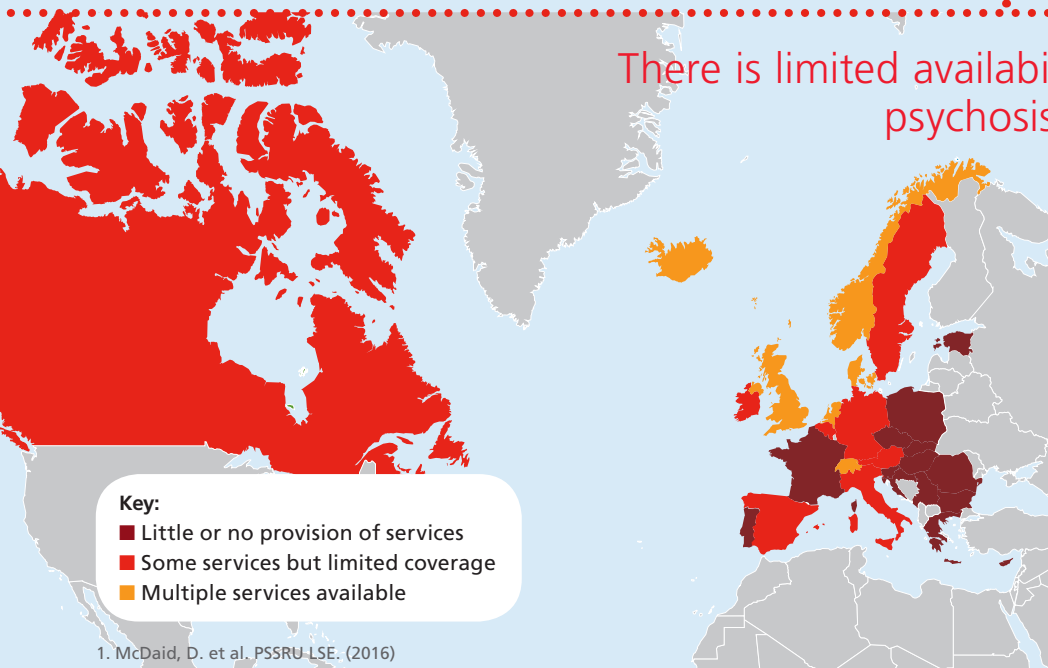 There is limited
psychosis
Key:
Little or no provision of services
Some services but limited coverage
Multiple services available
1. McDaid, D. et al. PSSRU LSE. (2016)